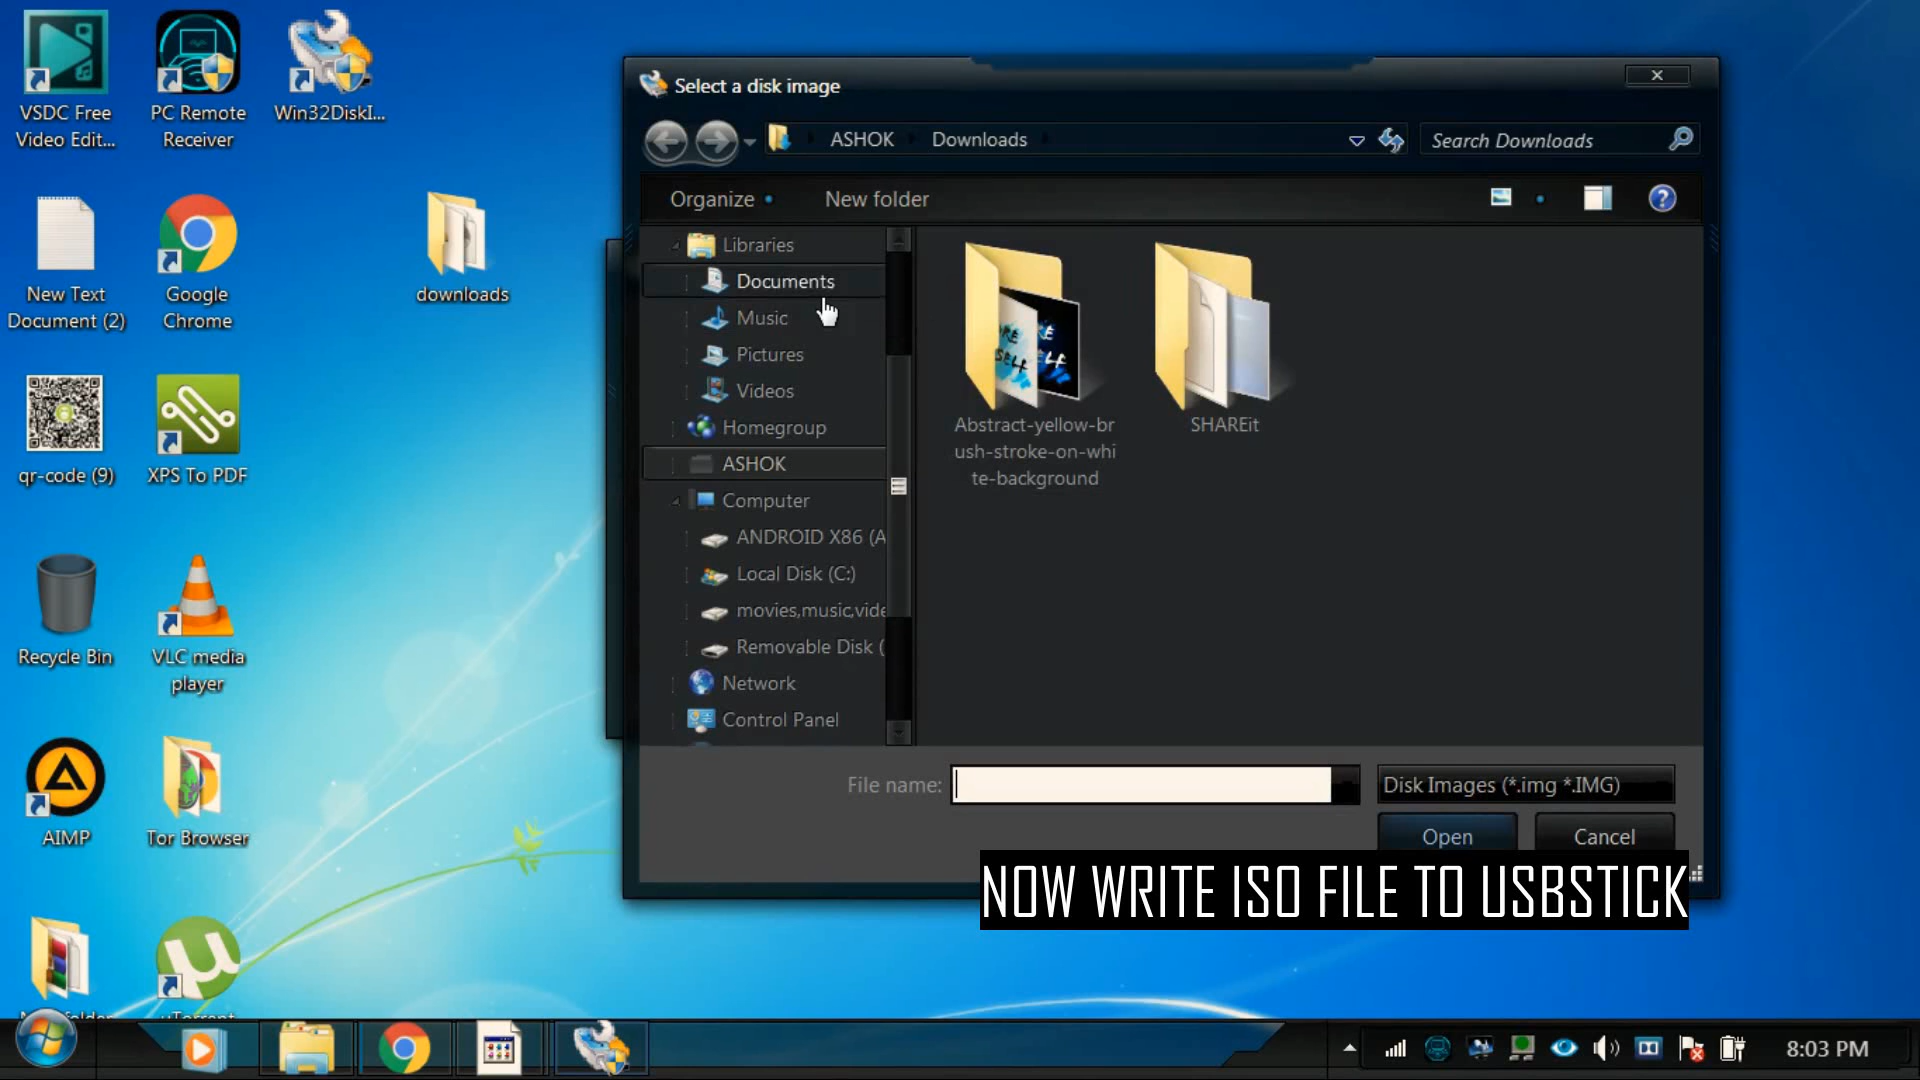 VSDC Free
Video Edit...
PC Remote
Receiver
Win32DiskI...
New Text
Document (2)
Google
Chrome
downloads
qr-code (9)
XPS To PDF
Recycle Bin
VLC media
player
AIMP
Tor Browser
µTorrent
Select a disk image
ASHOK
Downloads
Search Downloads
Organize
New folder
Libraries
Documents
Music
Pictures
Videos
Homegroup
ASHOK
Computer
ANDROID X86 (A
Local Disk (C:)
movies,music,vide
Removable Disk (
Network
Control Panel
Abstract-yellow-br
ush-stroke-on-whi
te-background
SHAREit
File name:
Disk Images (*.img *.IMG)
Open
Cancel
NOW WRITE ISO FILE TO USBSTICK
8:03 PM